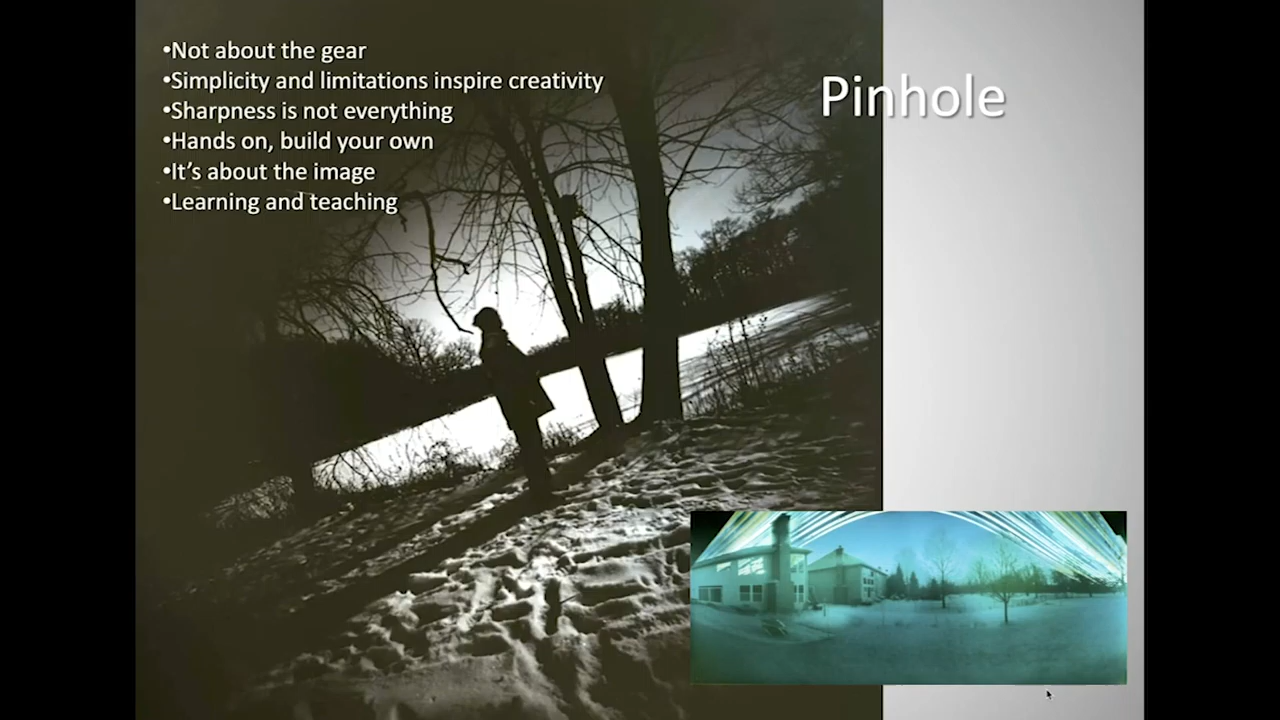 •Not about the gear
•Simplicity and limitations inspire creativity
•Sharpness is not everything
•Hands on, build your own
•It’s about the image
•Learning and teaching
Pinhole